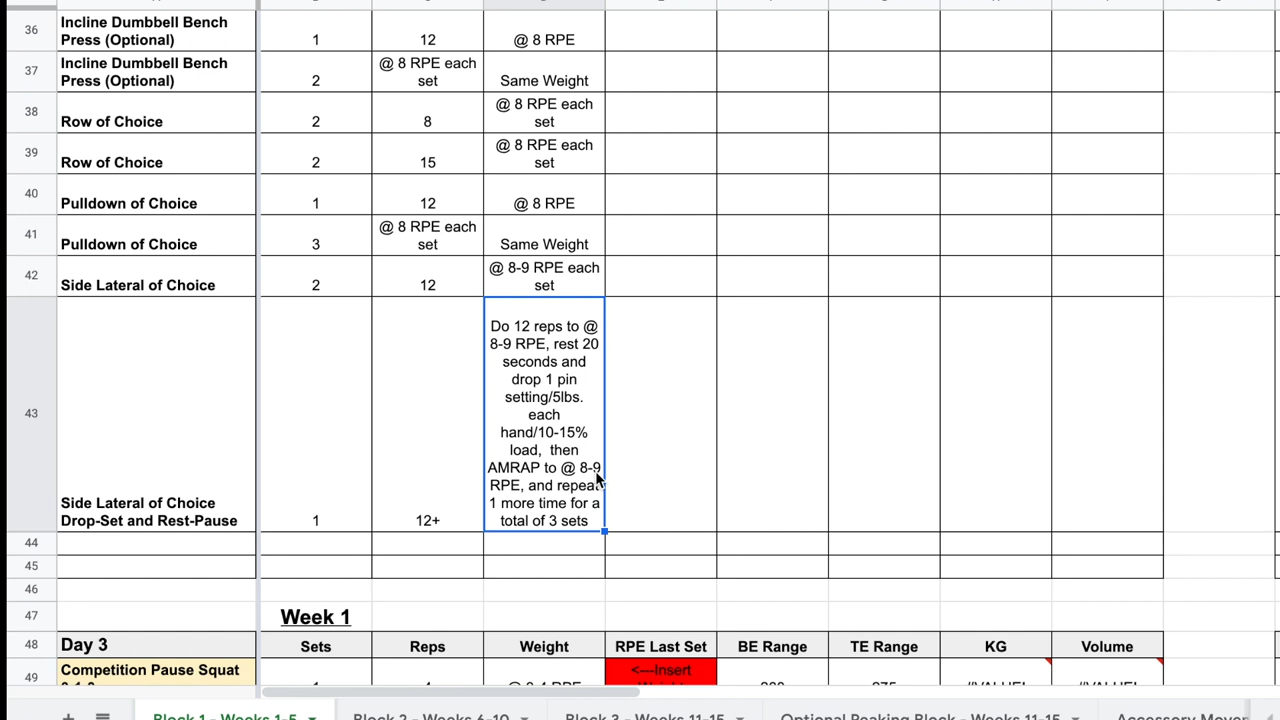 36
Incline Dumbbell Bench
Press (Optional)
1
12
@ 8 RPE
37
Incline Dumbbell Bench
Press (Optional)
2
@ 8 RPE each
set
Same Weight
38
Row of Choice
2
8
@ 8 RPE each
set
39
Row of Choice
2
15
@ 8 RPE each
set
40
Pulldown of Choice
1
12
@ 8 RPE
41
Pulldown of Choice
3
@ 8 RPE each
set
Same Weight
42
Side Lateral of Choice
2
12
@ 8-9 RPE each
set
43
Side Lateral of Choice
Drop-Set and Rest-Pause
1
12+
Do 12 reps to @
8-9 RPE, rest 20
seconds and
drop 1 pin
setting/5lbs.
each
hand/10-15%
load, then
AMRAP to @ 8-9
RPE, and repeat
1 more time for a
total of 3 sets
44
45
46
47
Week 1
48
Day 3
Sets
Reps
Weight
RPE Last Set
BE Range
TE Range
KG
Volume
49
Competition Pause Squat
<---Insert
Block 1 - Weeks 1-5
Block 2 - Weeks 6-10
Block 3 - Weeks 11-15
Optional Peaking Block - Weeks 11-15
Accessory Mover